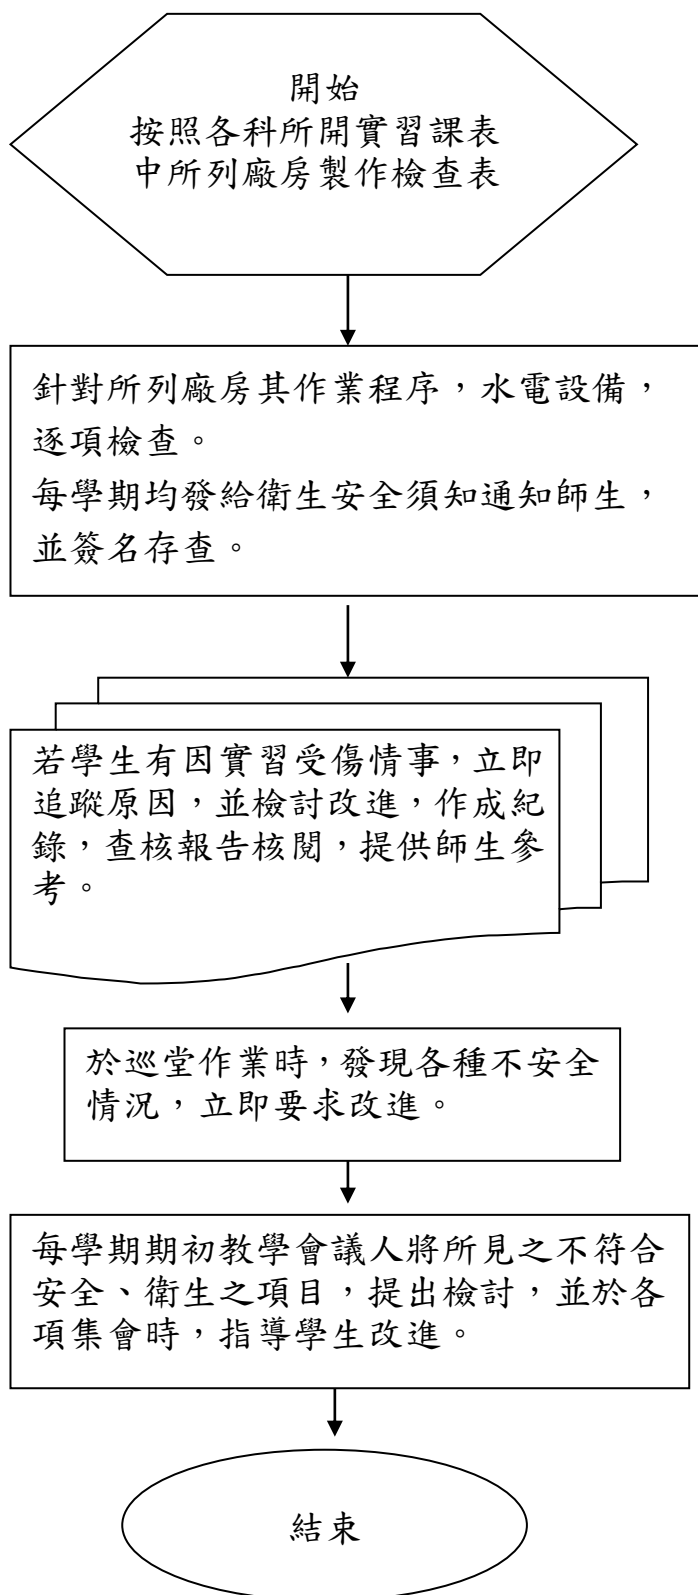 開始
按照各科所開實習課表
中所列廠房製作檢查表
針對所列廠房其作業程序，水電設備，
逐項檢查。
每學期均發給衛生安全須知通知師生，
並簽名存查。
若學生有因實習受傷情事，立即
追蹤原因，並檢討改進，作成紀
錄，查核報告核閱，提供師生參
考。
於巡堂作業時，發現各種不安全
情況，立即要求改進。
每學期期初教學會議人將所見之不符合
安全、衛生之項目，提出檢討，並於各
項集會時，指導學生改進。
結束